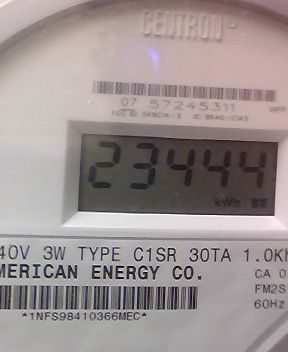 CENTRON®
07 57245311
23444
kWh
40V 3W TYPE C1SR 30TA 1.0Kh
MERICAN ENERGY CO.
CA 0
FM2S
60Hz
*1NFS98410366MEC*